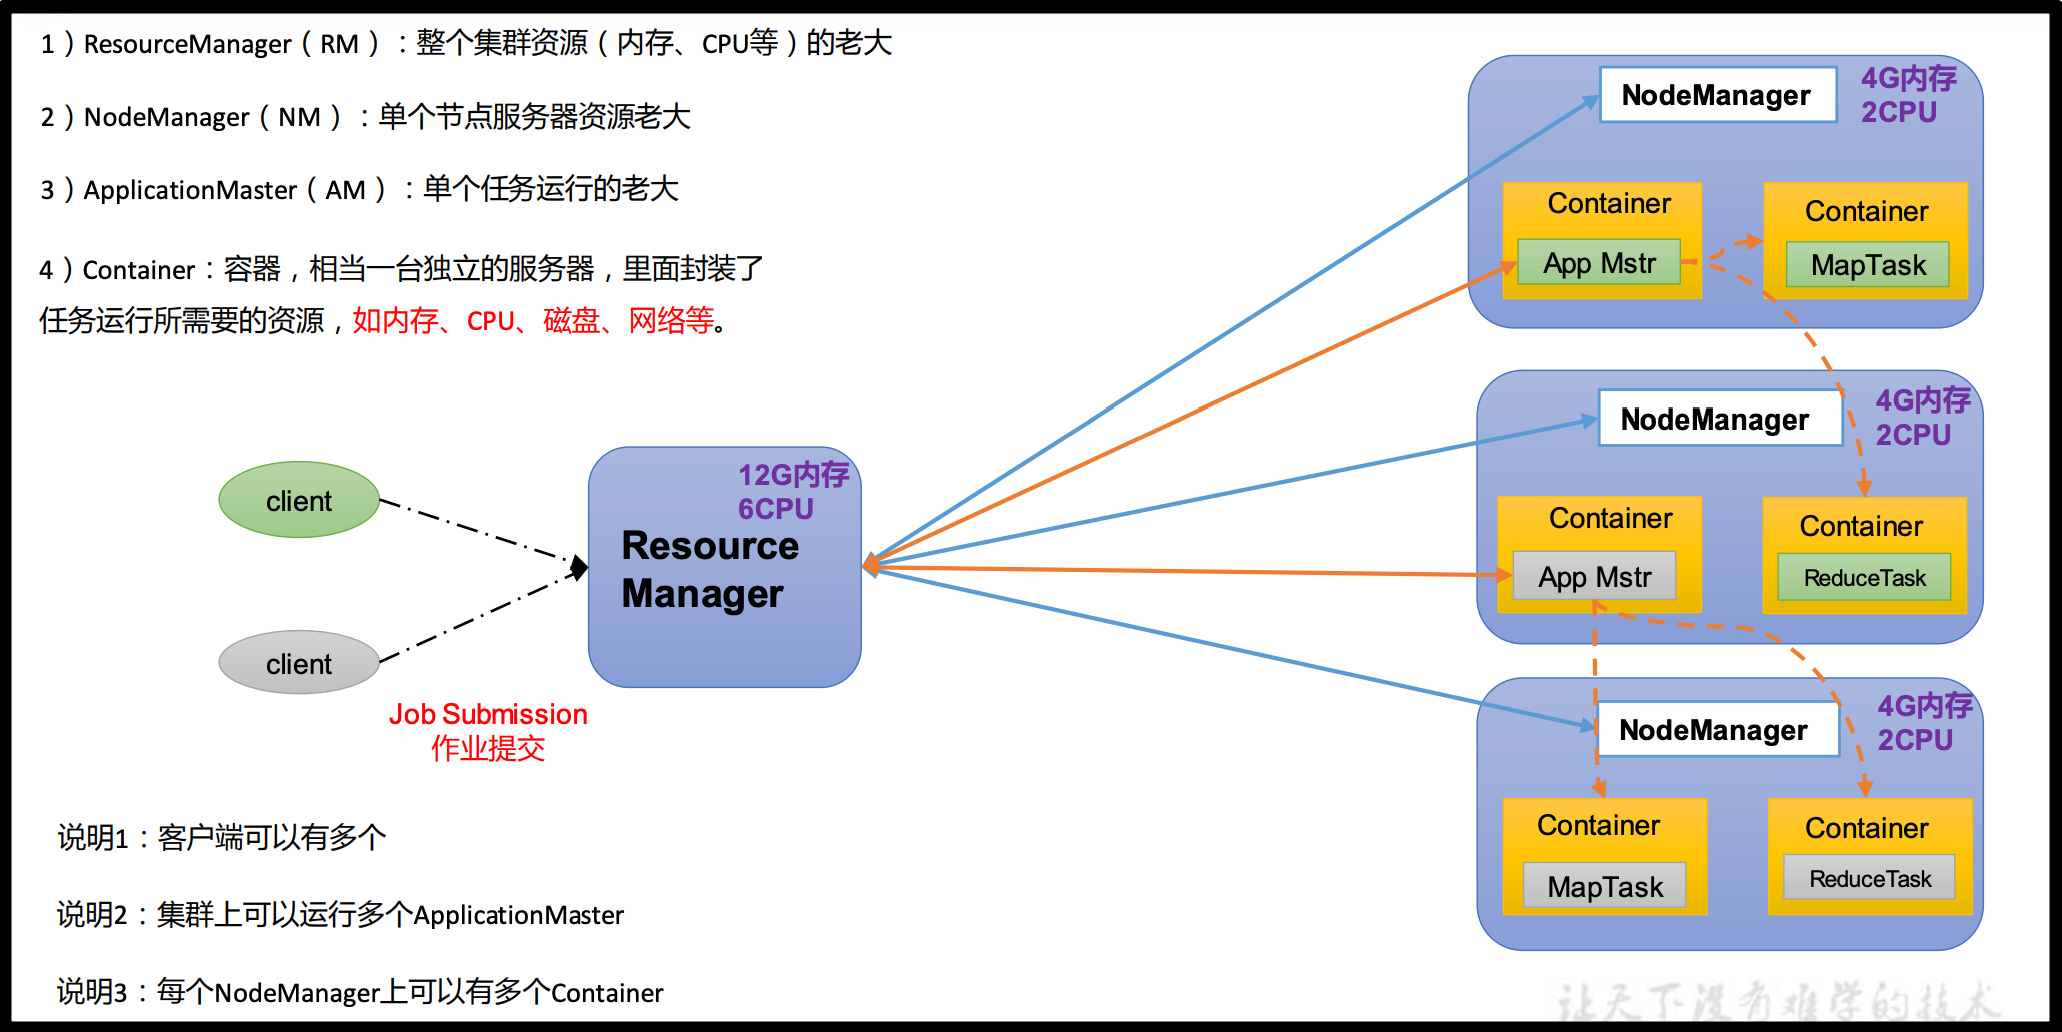 1）ResourceManager（RM）：整个集群资源（内存、CPU等）的老大
2）NodeManager（NM）：单个节点服务器资源老大
3）ApplicationMaster（AM）：单个任务运行的老大
4）Container：容器，相当一台独立的服务器，里面封装了
任务运行所需要的资源，如内存、CPU、磁盘、网络等。
client
client
Job Submission
作业提交
12G内存
6CPU
Resource
Manager
NodeManager
4G内存
2CPU
Container
App Mstr
Container
MapTask
NodeManager
4G内存
2CPU
Container
App Mstr
Container
ReduceTask
NodeManager
4G内存
2CPU
Container
MapTask
Container
ReduceTask
说明1：客户端可以有多个
说明2：集群上可以运行多个ApplicationMaster
说明3：每个NodeManager上可以有多个Container
让天下没有难学的技术